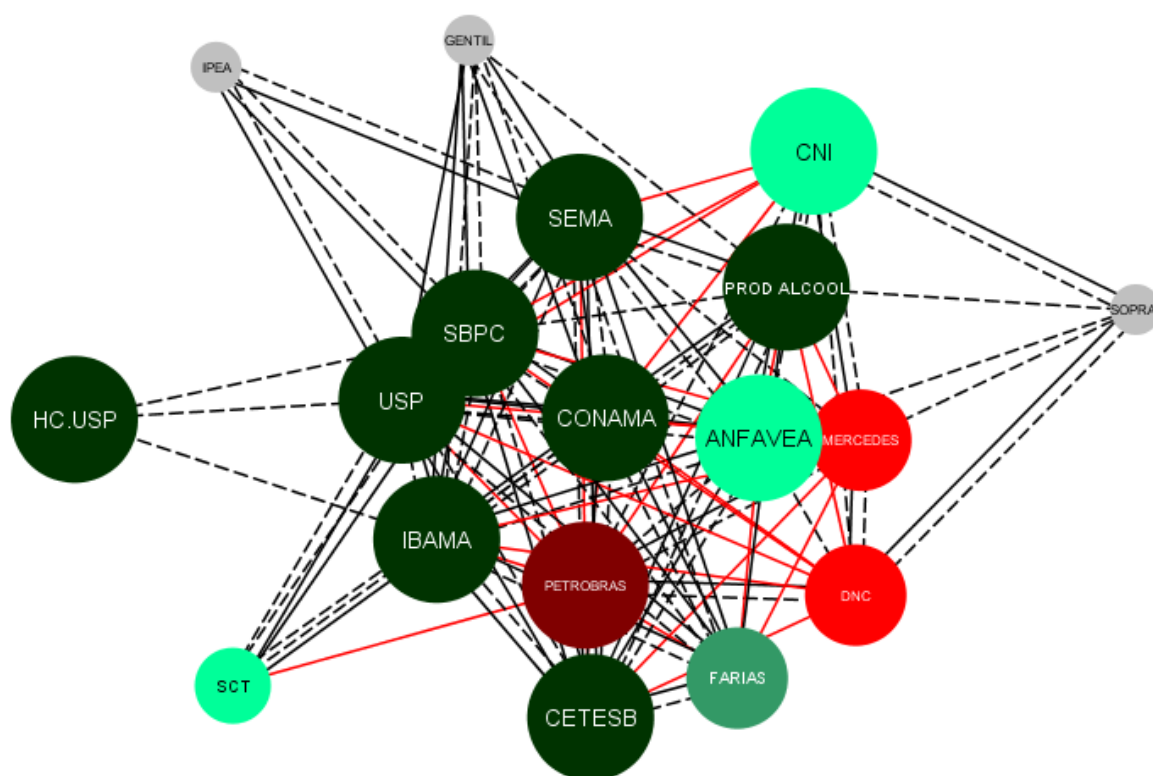 GENTIL
IPEA
CNI
SEMA
PROD ALCOOL
SOPRA
SBPC
USP
HC.USP
CONAMA
ANFAVEA
MERCEDES
IBAMA
PETROBRAS
DNC
SCT
FARIAS
CETESB